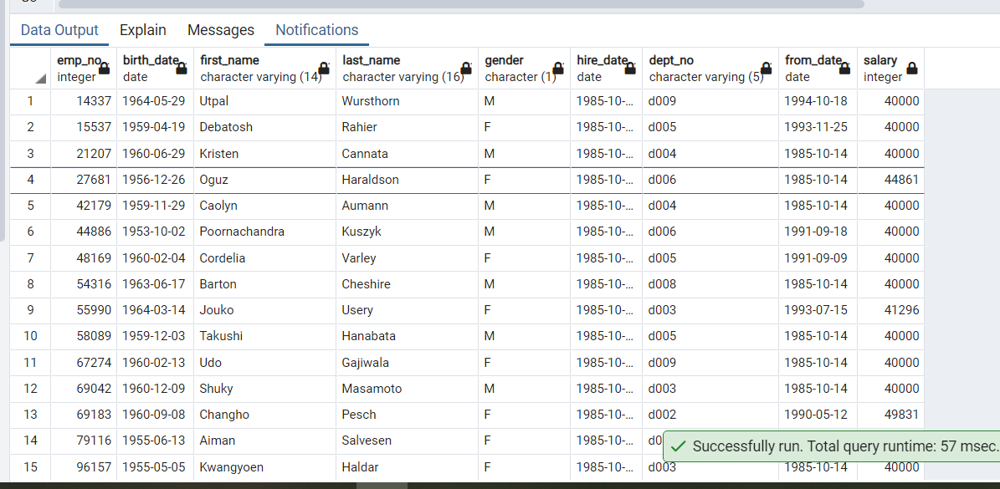 Data Output Explain Messages Notifications
emp_no birth_date first_name last_name gender hire_date dept_no from_date salary
integer date character varying (14) character varying (16) character (1) date character varying (5) date integer
1 14337 1964-05-29 Utpal Wursthorn M 1985-10-... d009 1994-10-18 40000
2 15537 1959-04-19 Debatosh Rahier F 1985-10-... d005 1993-11-25 40000
3 21207 1960-06-29 Kristen Cannata M 1985-10-... d004 1985-10-14 40000
4 27681 1956-12-26 Oguz Haraldson F 1985-10-... d006 1985-10-14 44861
5 42179 1959-11-29 Caolyn Aumann M 1985-10-... d004 1985-10-14 40000
6 44886 1953-10-02 Poornachandra Kuszyk M 1985-10-... d006 1991-09-18 40000
7 48169 1960-02-04 Cordelia Varley F 1985-10-... d005 1991-09-09 40000
8 54316 1963-06-17 Barton Cheshire M 1985-10-... d008 1985-10-14 40000
9 55990 1964-03-14 Jouko Usery F 1985-10-... d003 1993-07-15 41296
10 58089 1959-12-03 Takushi Hanabata M 1985-10-... d005 1985-10-14 40000
11 67274 1960-02-13 Udo Gajiwala F 1985-10-... d009 1985-10-14 40000
12 69042 1960-12-09 Shuky Masamoto M 1985-10-... d003 1985-10-14 40000
13 69183 1960-09-08 Changho Pesch F 1985-10-... d002 1990-05-12 49831
14 79116 1955-06-13 Aiman Salvesen F 1985-10-...
Successfully run. Total query runtime: 57 msec.
15 96157 1955-05-05 Kwangyoen Haldar F 1985-10-... d003 1985-10-14 40000